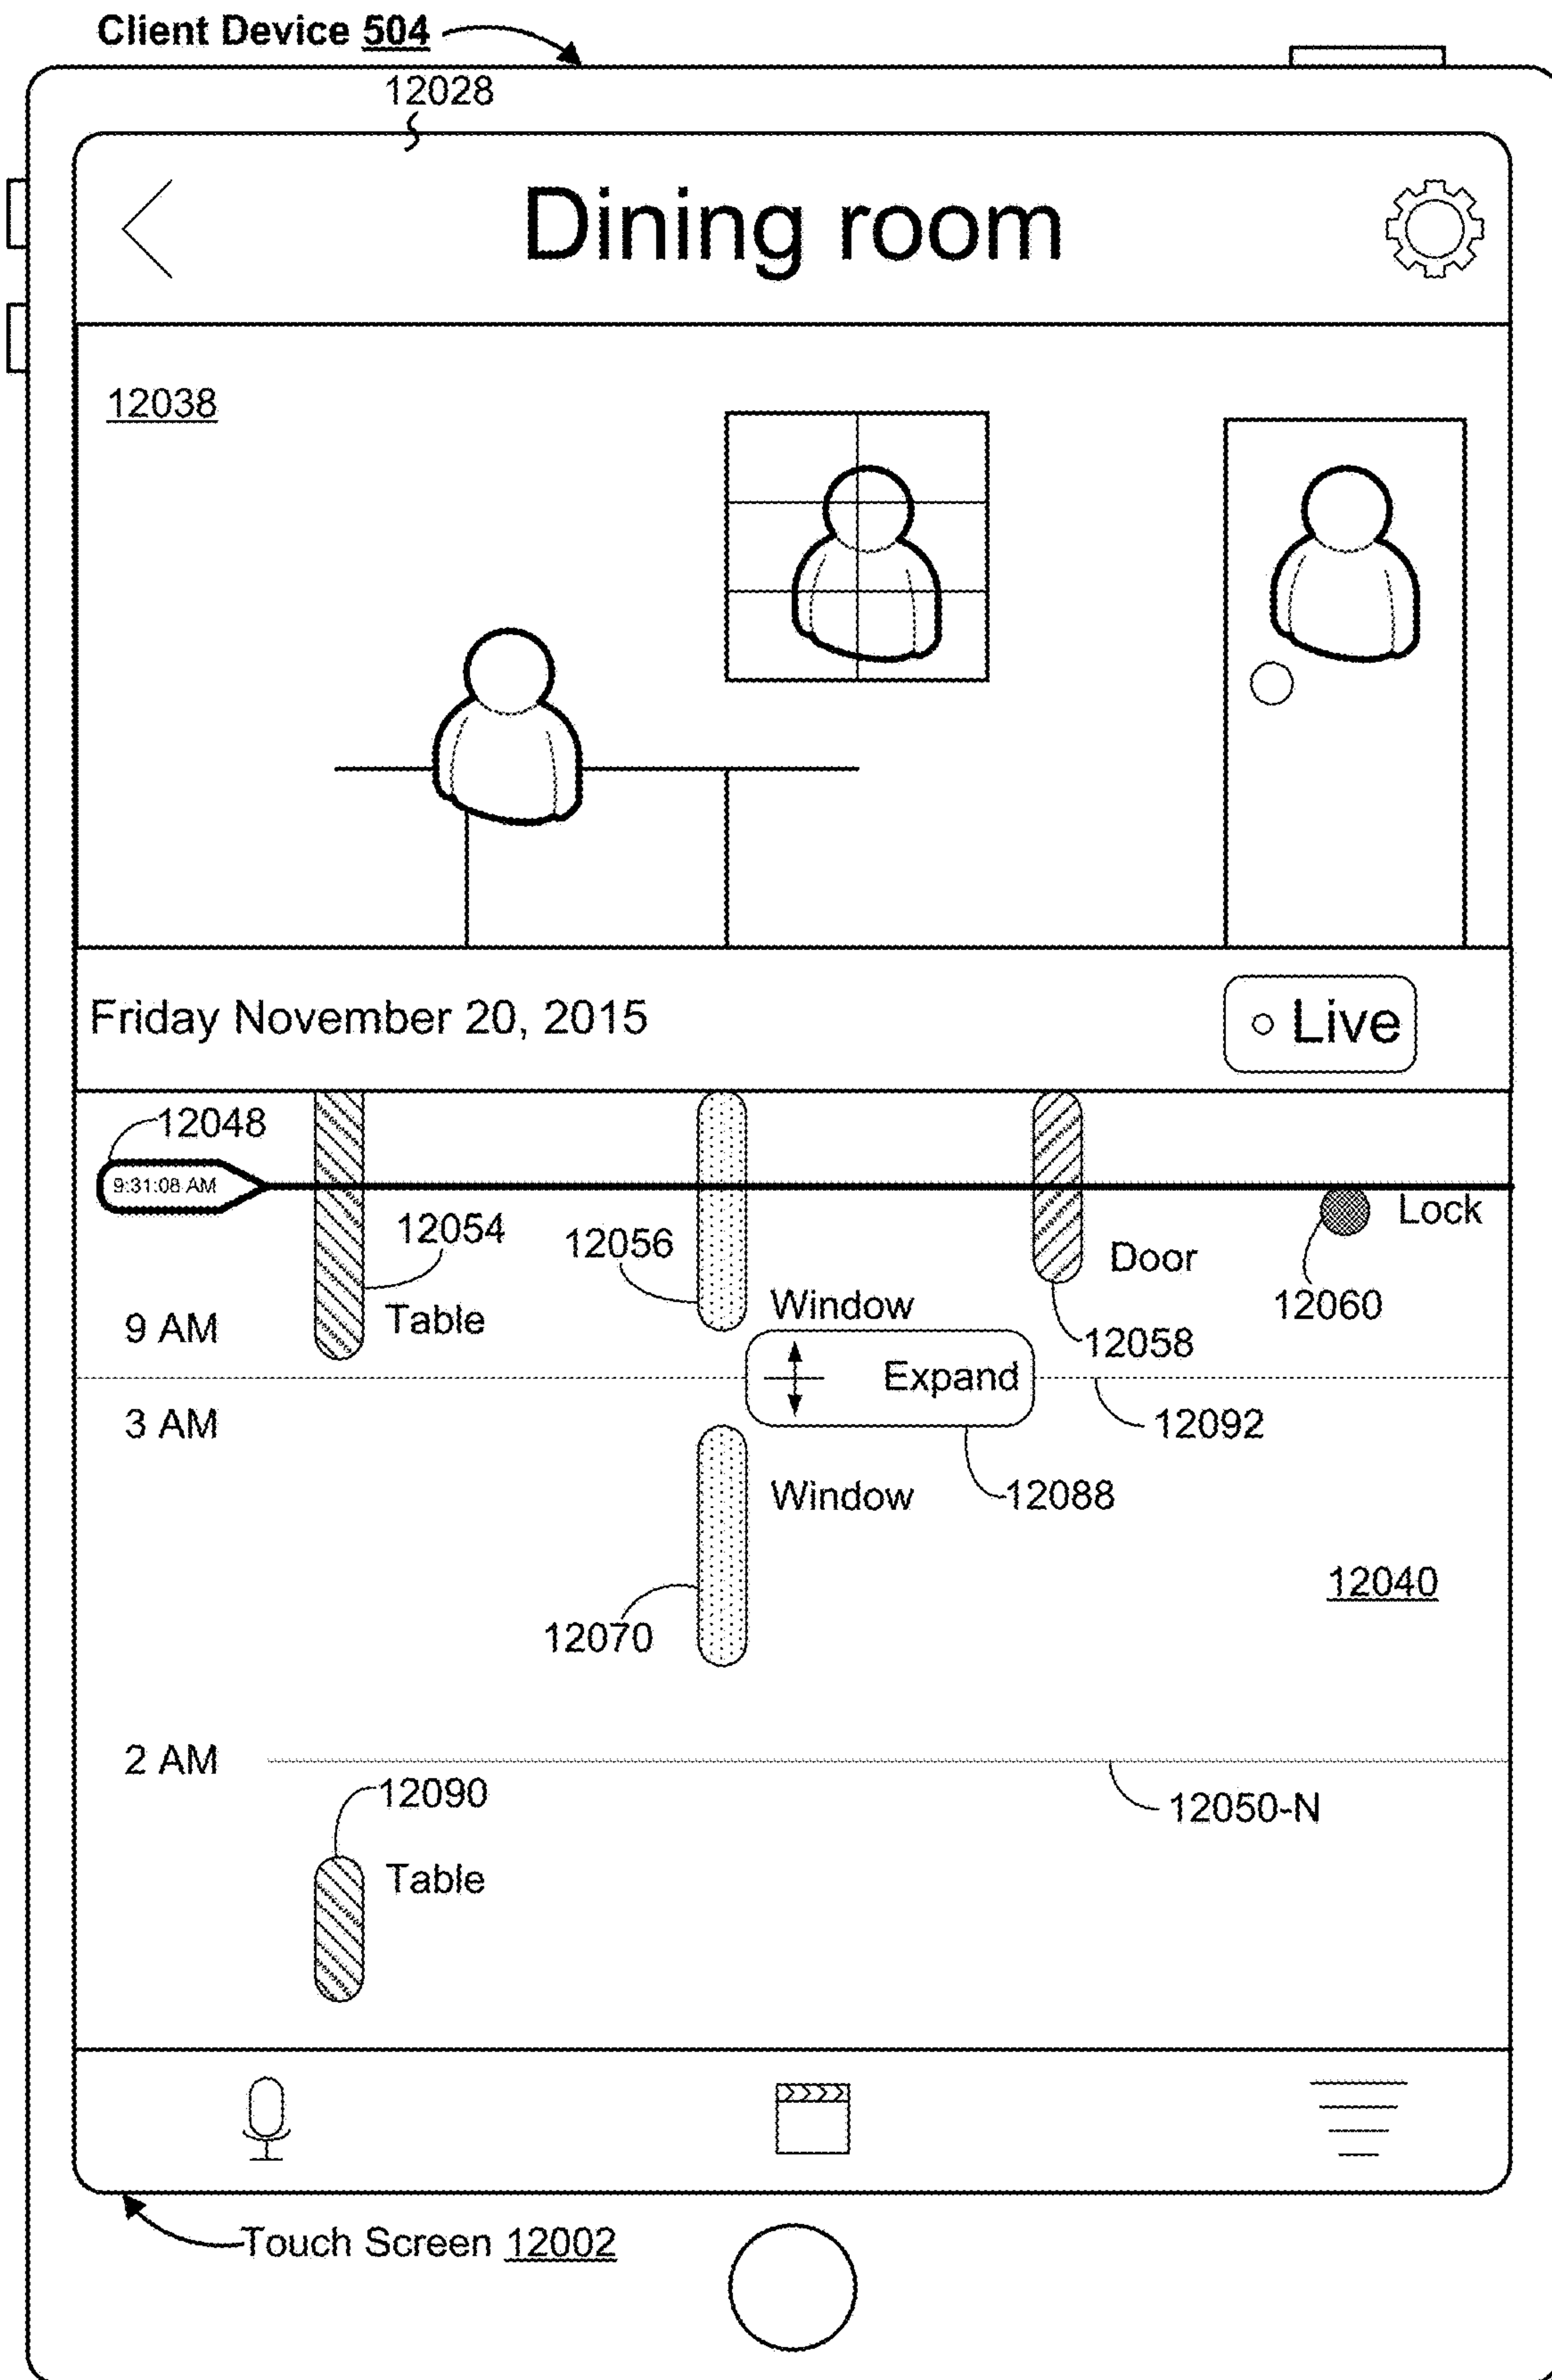 Client Device 504
12028
Dining room
12038
Friday November 20, 2015
Live
12048
9:31:08 AM
Lock
12054
12056
Door
12060
9 AM
Table
Window
12058
Expand
3 AM
12092
Window
12088
12040
12070
2 AM
12090
12050-N
Table
Touch Screen 12002